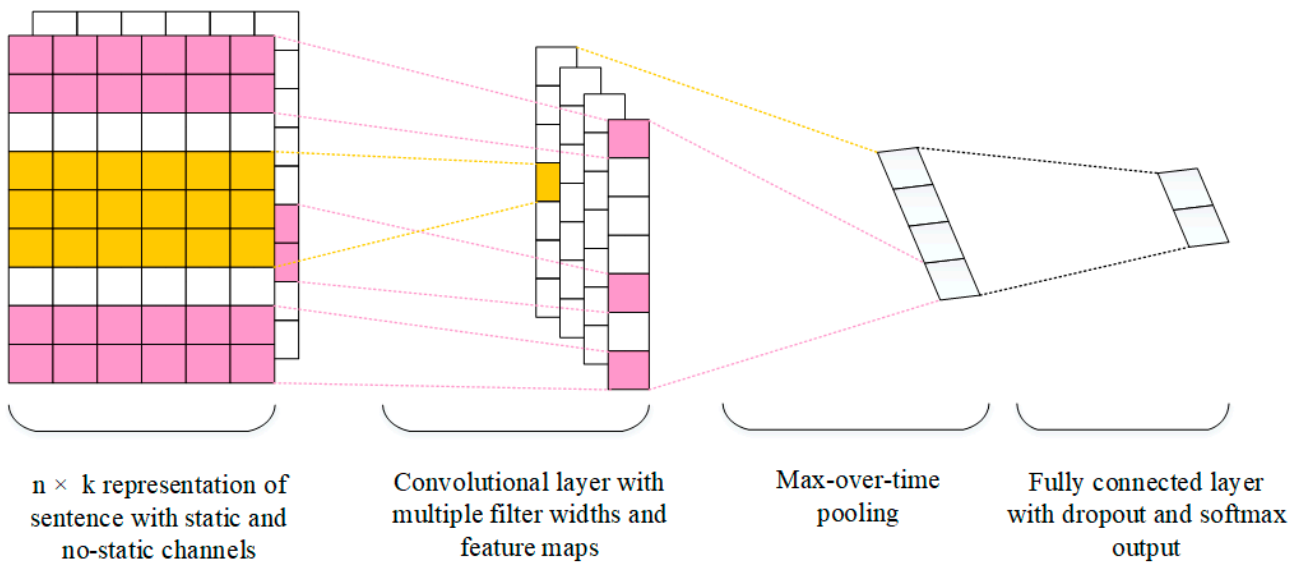 n × k representation of
sentence with static and
no-static channels
Convolutional layer with
multiple filter widths and
feature maps
Max-over-time
pooling
Fully connected layer
with dropout and softmax
output